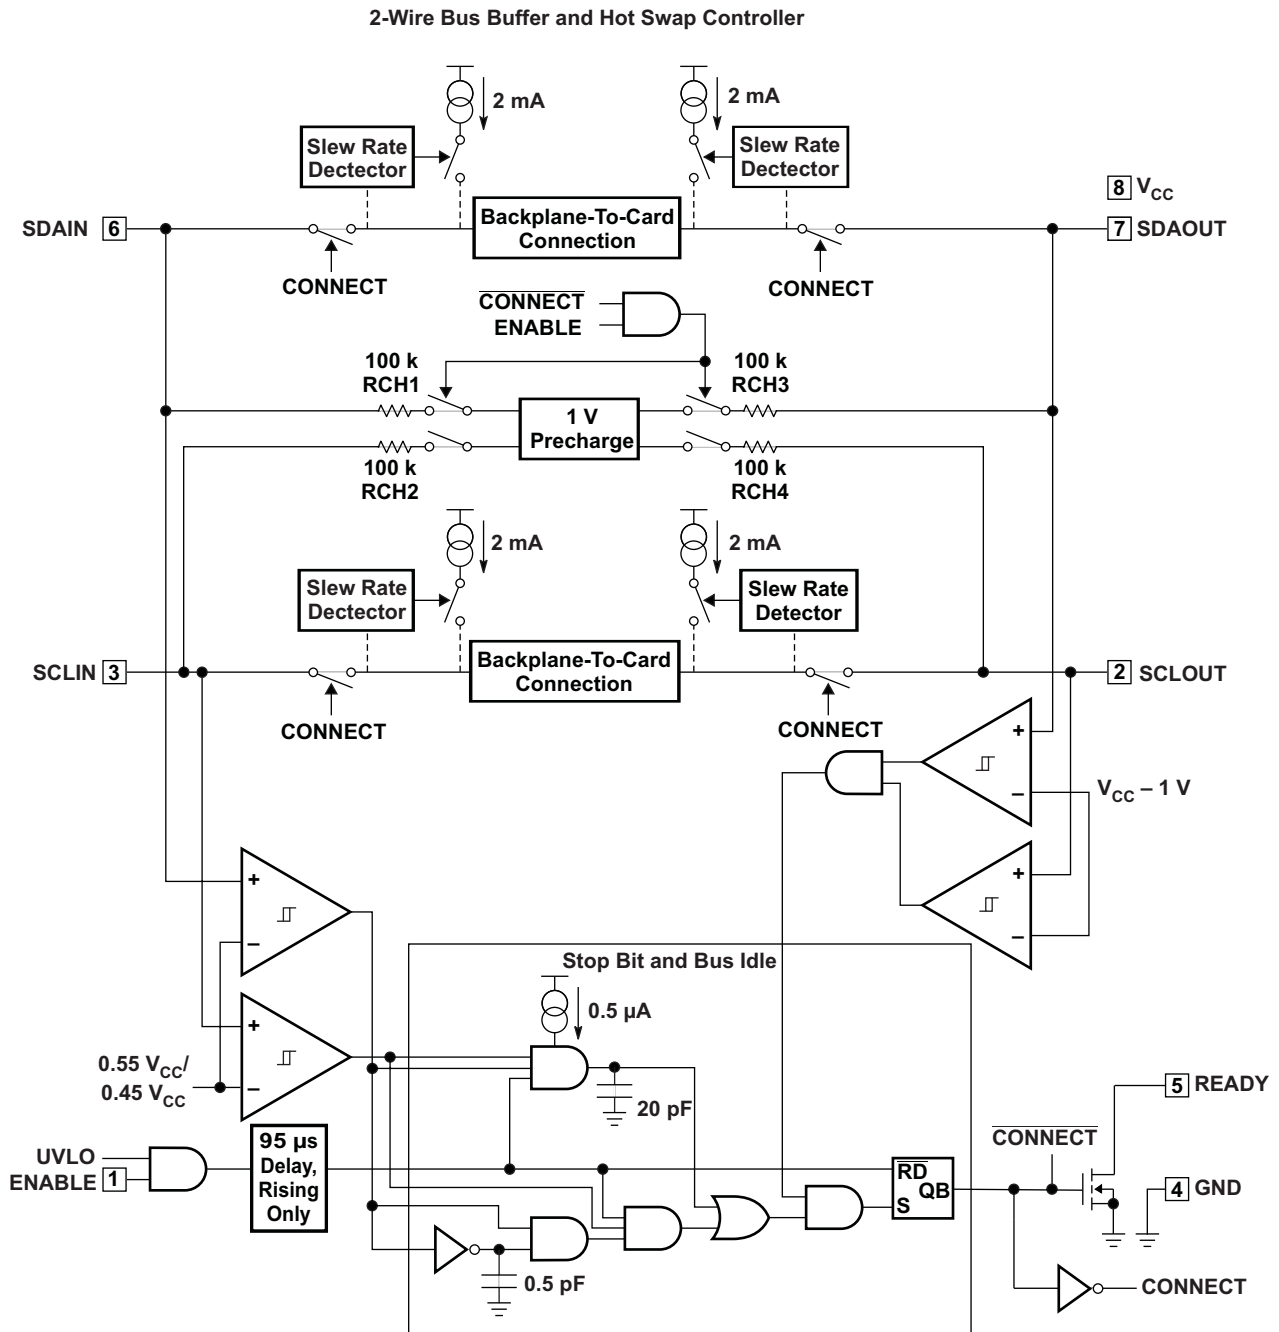 2-Wire Bus Buffer and Hot Swap Controller
2 mA
2 mA
Slew Rate
Dectector
Slew Rate
Dectector
8 VCC
SDAIN 6
Backplane-To-Card
Connection
7 SDAOUT
CONNECT
CONNECT
CONNECT
ENABLE
100 k
RCH1
100 k
RCH3
1 V
Precharge
100 k
RCH2
100 k
RCH4
2 mA
2 mA
Slew Rate
Dectector
Slew Rate
Detector
SCLIN 3
Backplane-To-Card
Connection
2 SCLOUT
CONNECT
CONNECT
+
–
VCC – 1 V
+
–
+
–
Stop Bit and Bus Idle
0.5 µA
+
–
0.55 VCC/
0.45 VCC
20 pF
5 READY
UVLO
ENABLE 1
95 µs
Delay,
Rising
Only
CONNECT
RD
QB
S
4 GND
0.5 pF
CONNECT